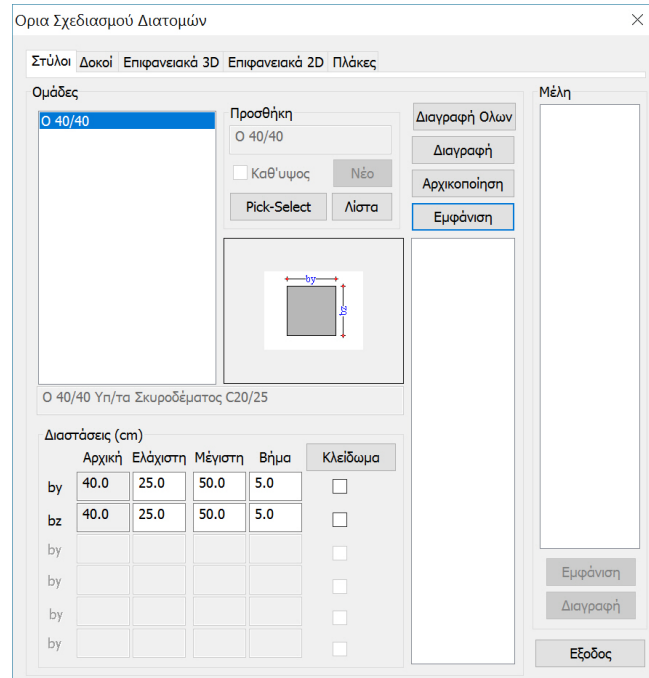 Ορια Σχεδιασμού Διατομών
Στύλοι Δοκοί Επιφανειακά 3D Επιφανειακά 2D Πλάκες
Ομάδες
Ο 40/40
Προσθήκη
Ο 40/40
Καθ'υψος Νέο
Pick-Select Λίστα
Διαγραφή Ολων
Διαγραφή
Αρχικοποίηση
Εμφάνιση
by
bz
Ο 40/40 Υπ/τα Σκυροδέματος C20/25
Διαστάσεις (cm)
Αρχική Ελάχιστη Μέγιστη Βήμα Κλείδωμα
by 40.0 25.0 50.0 5.0
bz 40.0 25.0 50.0 5.0
by
by
by
by
Μέλη
Εμφάνιση
Διαγραφή
Εξοδος